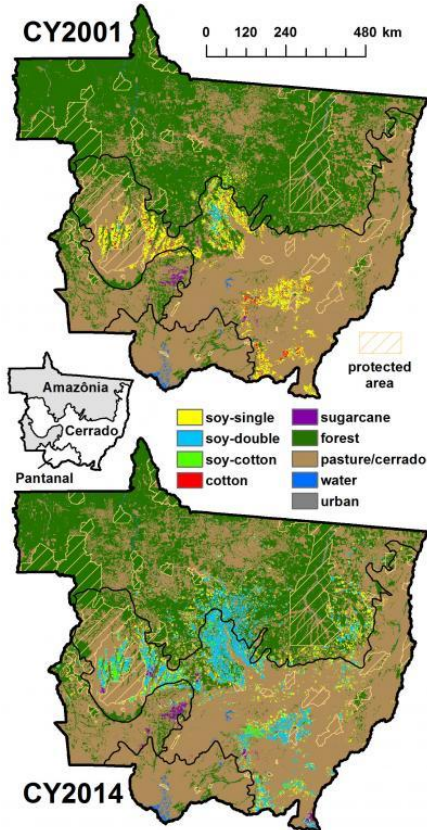 CY2001
0 120 240 480 km
protected
area
Amazônia
Cerrado
Pantanal
soy-single
soy-double
soy-cotton
cotton
sugarcane
forest
pasture/cerrado
water
urban
CY2014